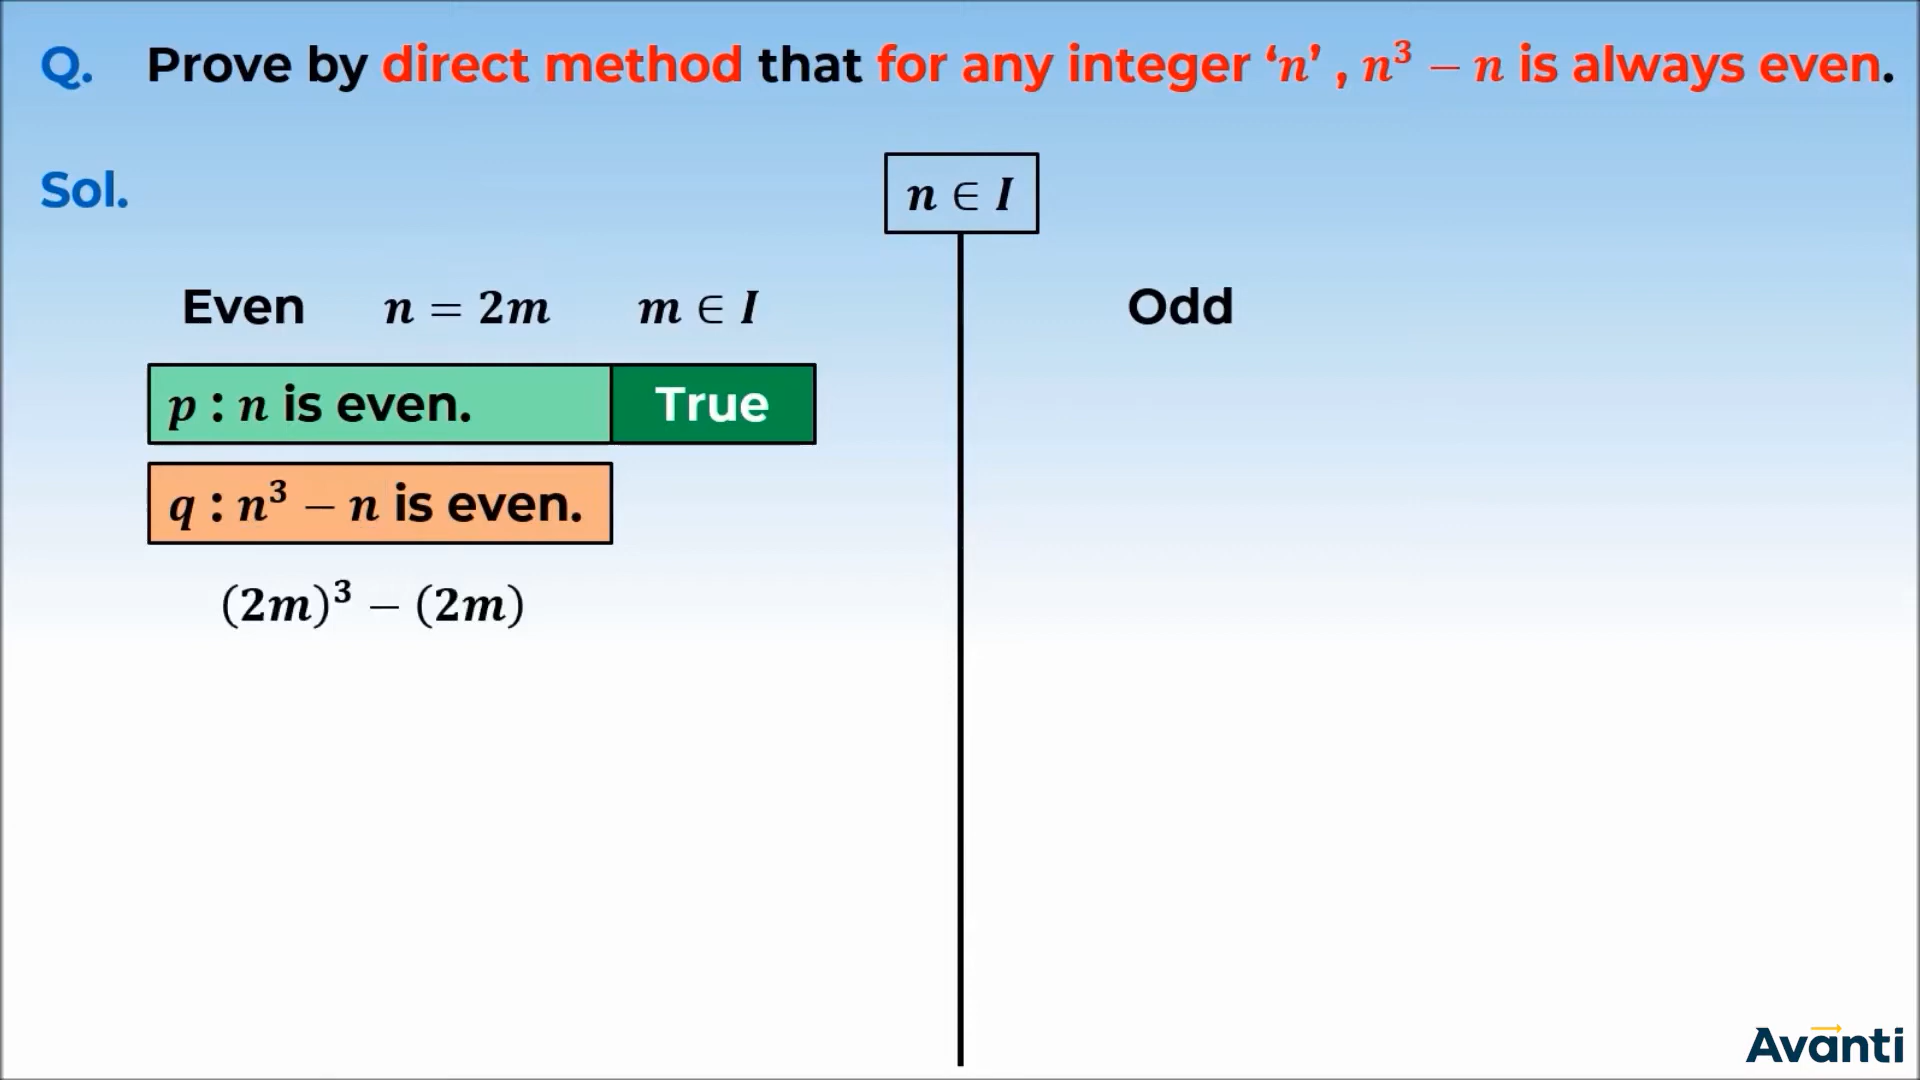 Q. Prove by direct method that for any integer ‘n’ , n³ − n is always even.
Sol.
n ∈ I
Even n = 2m m ∈ I
Odd
p : n is even. True
q : n³ − n is even.
(2m)³ − (2m)
Avanti